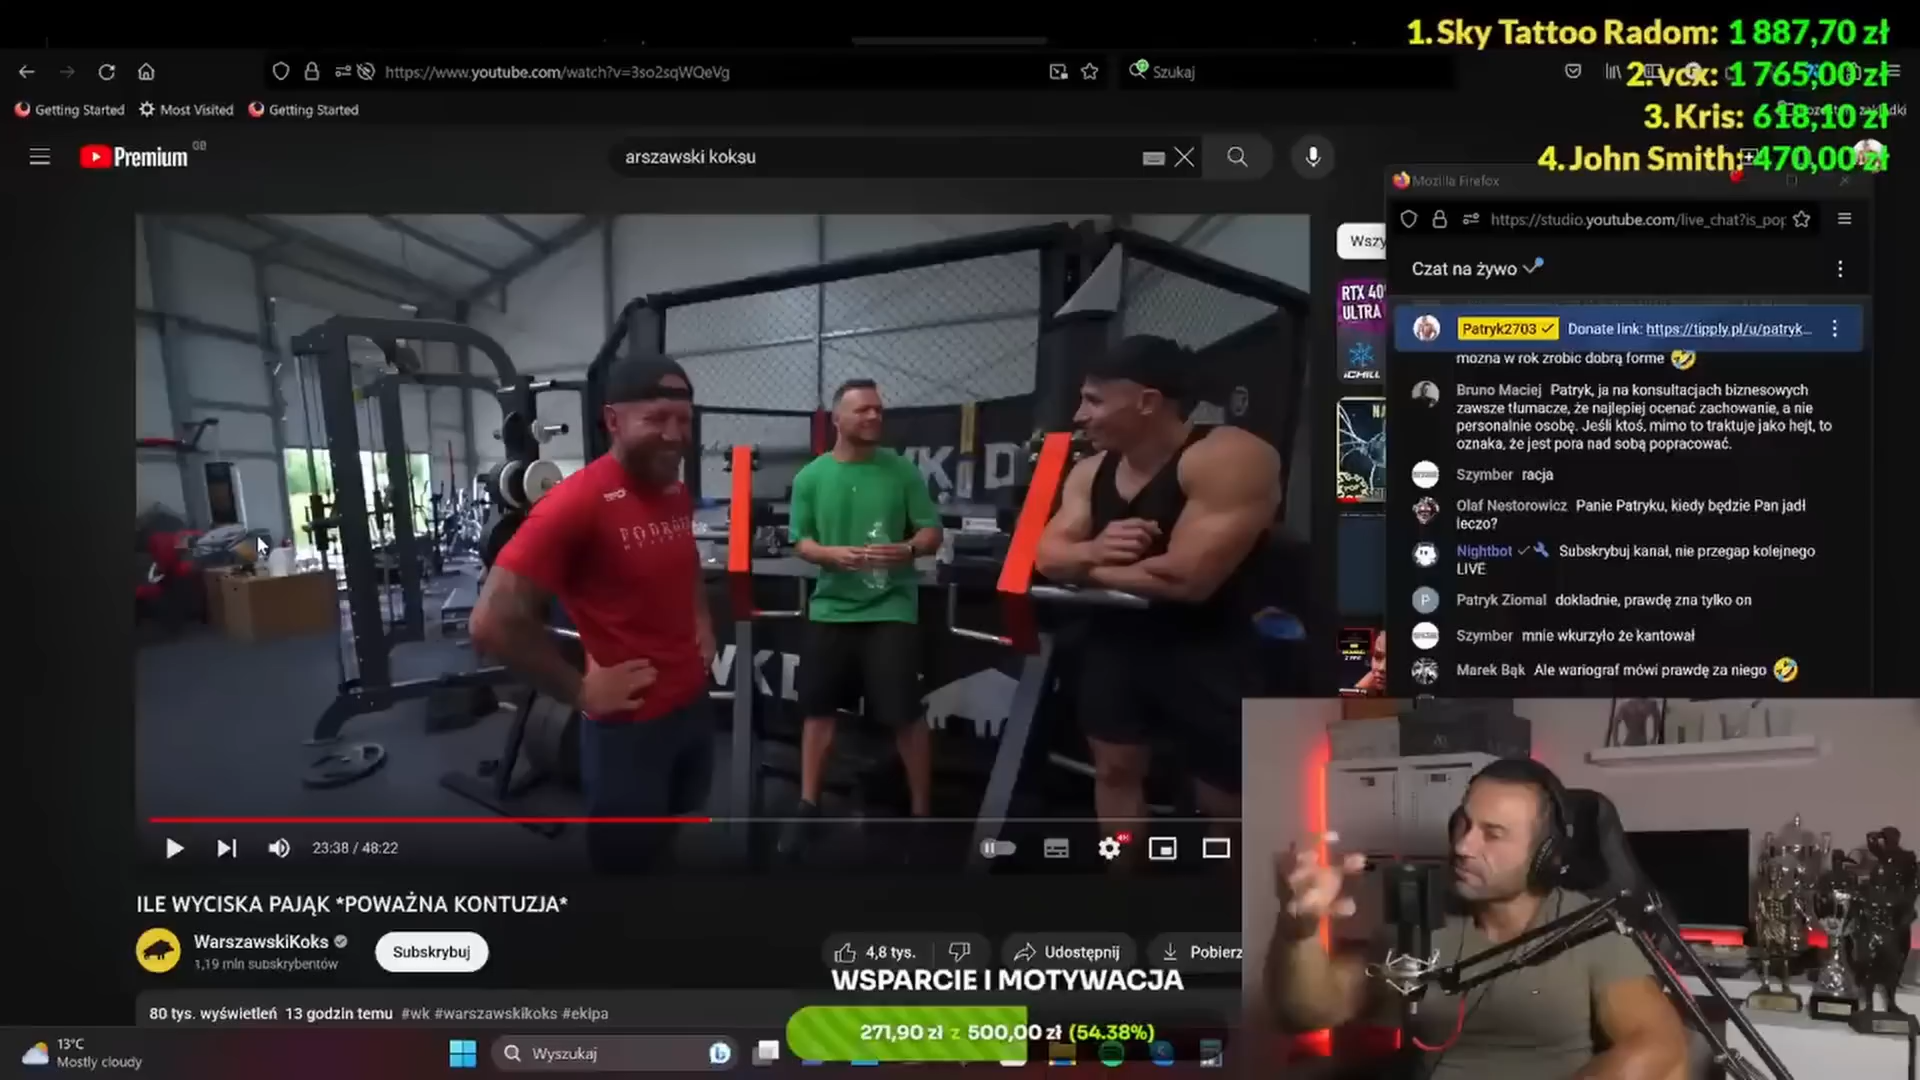 1. Sky Tattoo Radom: 1 887,70 zł
2. vcx: 1 765,00 zł
3. Kris: 618,10 zł
4. John Smith: 470,00 zł
https://www.youtube.com/watch?v=3so2sqWQeVg
Szukaj
Getting Started
Most Visited
Getting Started
Premium GB
arszawski koksu
Mozilla Firefox
https://studio.youtube.com/live_chat?is_pop
Wszy
Czat na żywo
RTX 40
ULTRA
iCHILL
Patryk2703 Donate link: https://tipply.pl/u/patryk...
mozna w rok zrobic dobrą forme
Bruno Maciej Patryk, ja na konsultacjach biznesowych
zawsze tłumacze, że najlepiej ocenać zachowanie, a nie
personalnie osobę. Jeśli ktoś, mimo to traktuje jako hejt, to
oznaka, że jest pora nad sobą popracować.
Szymber racja
Olaf Nestorowicz Panie Patryku, kiedy będzie Pan jadł
leczo?
Nightbot Subskrybuj kanał, nie przegap kolejnego
LIVE
Patryk Ziomal dokladnie, prawdę zna tylko on
Szymber mnie wkurzyło że kantował
Marek Bąk Ale wariograf mówi prawdę za niego
23:38 / 48:22
ILE WYCISKA PAJĄK *POWAŻNA KONTUZJA*
WarszawskiKoks
1,19 mln subskrybentów
Subskrybuj
4,8 tys.
Udostępnij
Pobierz
WSPARCIE I MOTYWACJA
80 tys. wyświetleń 13 godzin temu #wk #warszawskikoks #ekipa
271,90 zł z 500,00 zł (54.38%)
13°C
Mostly cloudy
Wyszukaj